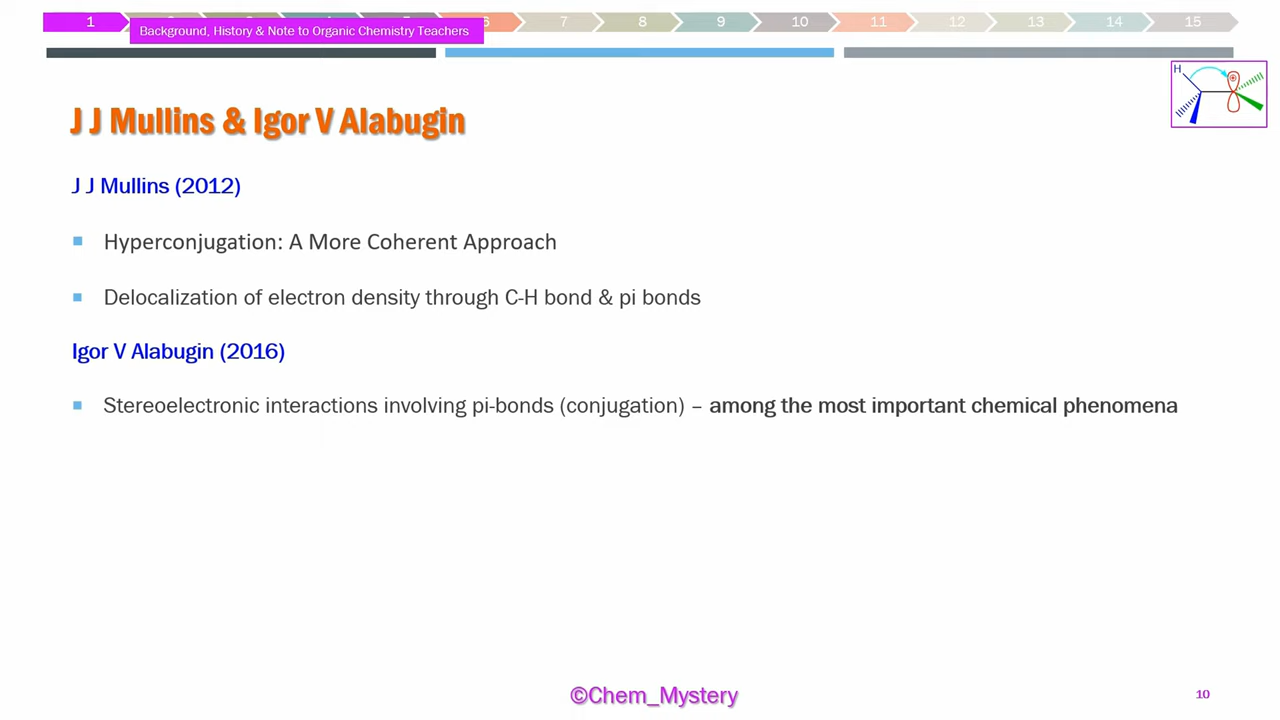 1 6 7 8 9 10 11 12 13 14 15
Background, History & Note to Organic Chemistry Teachers
H
J J Mullins & Igor V Alabugin
J J Mullins (2012)
Hyperconjugation: A More Coherent Approach
Delocalization of electron density through C-H bond & pi bonds
Igor V Alabugin (2016)
Stereoelectronic interactions involving pi-bonds (conjugation) – among the most important chemical phenomena
©Chem_Mystery
10